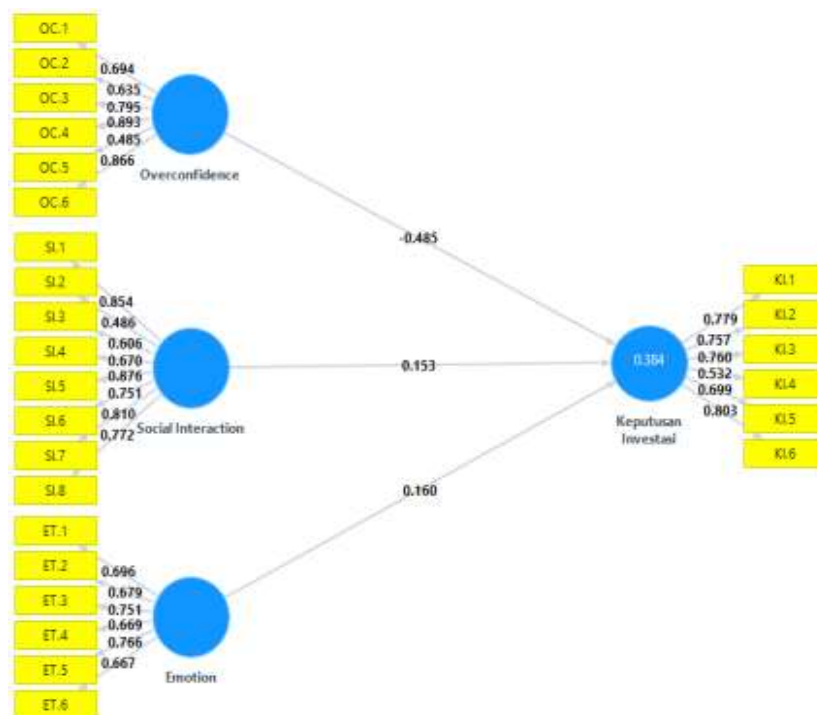 OC.1
OC.2
OC.3
OC.4
OC.5
OC.6
0.694
0.635
0.795
0.893
0.485
0.866
Overconfidence
-0.485
SI.1
SI.2
SI.3
SI.4
SI.5
SI.6
SI.7
SI.8
0.854
0.486
0.606
0.670
0.876
0.751
0.810
0.772
Social Interaction
0.153
ET.1
ET.2
ET.3
ET.4
ET.5
ET.6
0.696
0.679
0.751
0.669
0.766
0.667
Emotion
0.160
0.384
Keputusan
Investasi
0.779
0.757
0.760
0.532
0.699
0.803
KI.1
KI.2
KI.3
KI.4
KI.5
KI.6